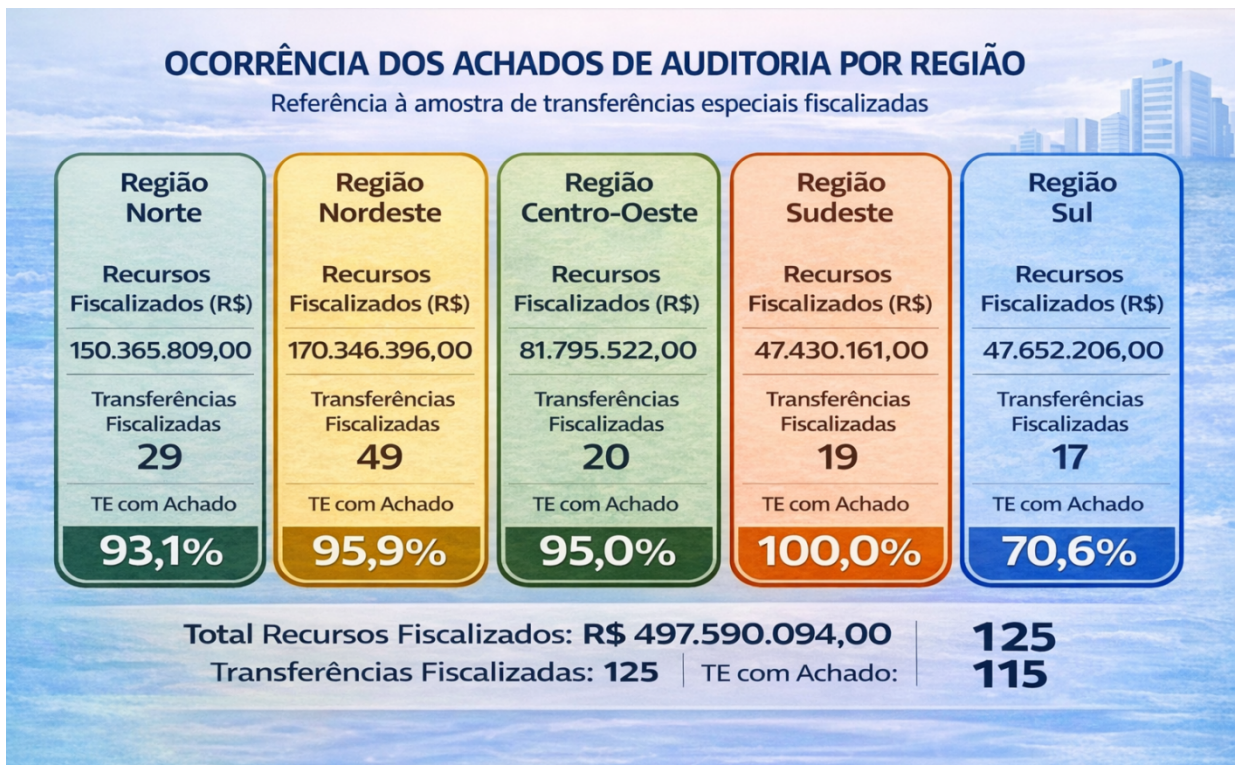 OCORRÊNCIA DOS ACHADOS DE AUDITORIA POR REGIÃO
Referência à amostra de transferências especiais fiscalizadas
Região
Norte
Recursos
Fiscalizados (R$)
150.365.809,00
Transferências
Fiscalizadas
29
TE com Achado
93,1%
Região
Nordeste
Recursos
Fiscalizados (R$)
170.346.396,00
Transferências
Fiscalizadas
49
TE com Achado
95,9%
Região
Centro-Oeste
Recursos
Fiscalizados (R$)
81.795.522,00
Transferências
Fiscalizadas
20
TE com Achado
95,0%
Região
Sudeste
Recursos
Fiscalizados (R$)
47.430.161,00
Transferências
Fiscalizadas
19
TE com Achado
100,0%
Região
Sul
Recursos
Fiscalizados (R$)
47.652.206,00
Transferências
Fiscalizadas
17
TE com Achado
70,6%
Total Recursos Fiscalizados: R$ 497.590.094,00
125
Transferências Fiscalizadas: 125 | TE com Achado:
115